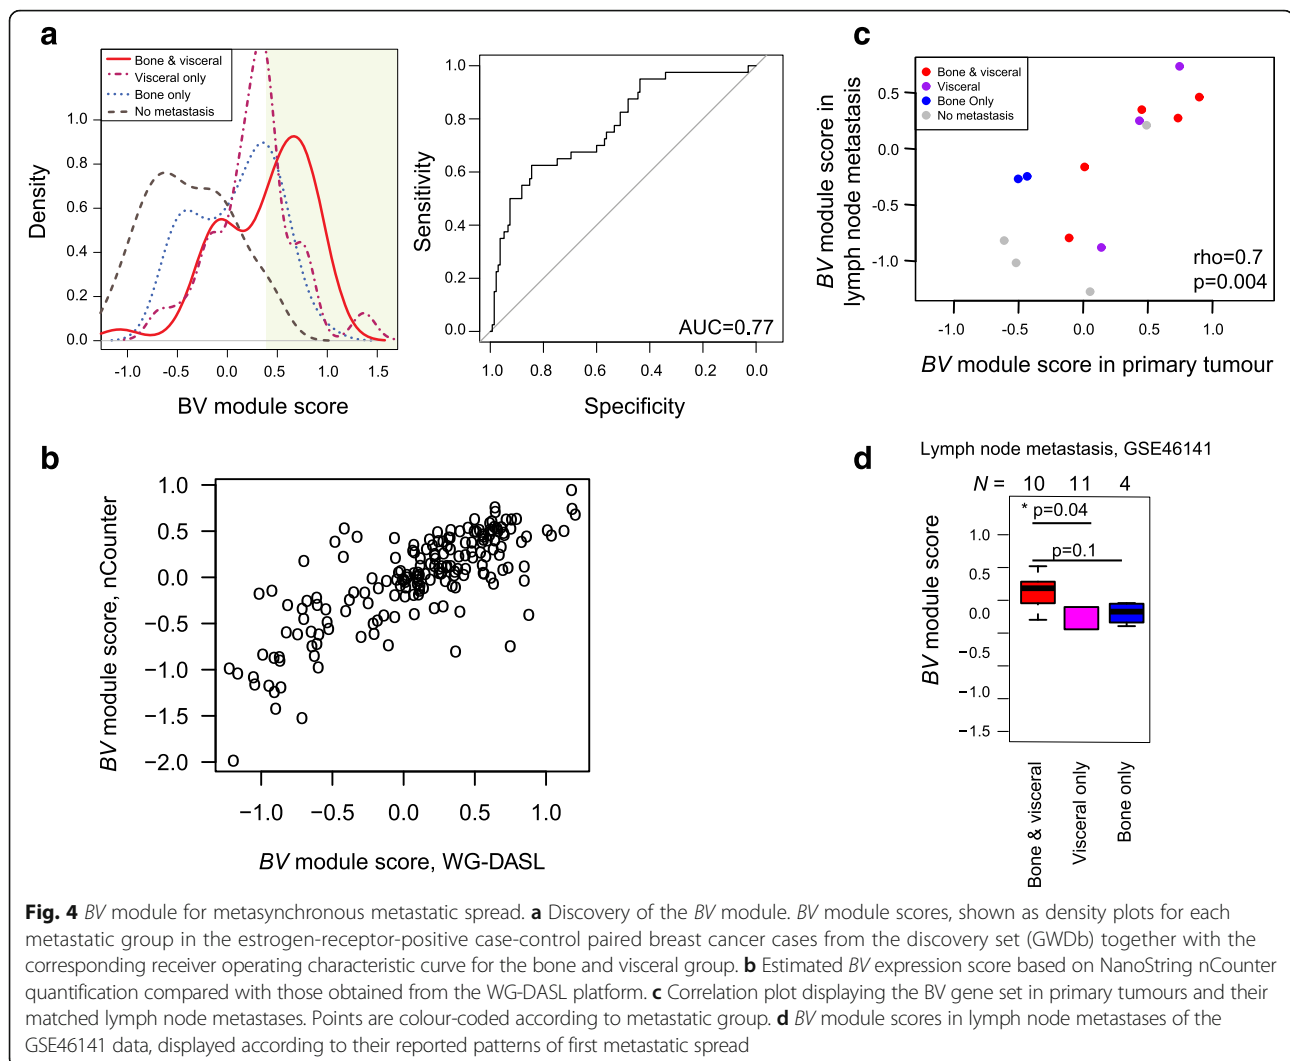 a
Bone & visceral
Visceral only
Bone only
No metastasis
Density
1.0
0.8
0.6
0.4
0.2
0.0
-1.0 -0.5 0.0 0.5 1.0 1.5
BV module score
Sensitivity
1.0
0.8
0.6
0.4
0.2
0.0
AUC=0.77
1.0 0.8 0.6 0.4 0.2 0.0
Specificity
c
Bone & visceral
Visceral
Bone Only
No metastasis
BV module score in
lymph node metastasis
0.5
0.0
-0.5
-1.0
rho=0.7
p=0.004
-1.0 -0.5 0.0 0.5 1.0
BV module score in primary tumour
b
BV module score, nCounter
1.0
0.5
0.0
−0.5
−1.0
−1.5
−2.0
−1.0 −0.5 0.0 0.5 1.0
BV module score, WG-DASL
d
Lymph node metastasis, GSE46141
N = 10 11 4
* p=0.04
p=0.1
BV module score
1.0
0.5
0.0
−0.5
−1.0
−1.5
Bone & visceral
Visceral only
Bone only
Fig. 4 BV module for metasynchronous metastatic spread. a Discovery of the BV module. BV module scores, shown as density plots for each
metastatic group in the estrogen-receptor-positive case-control paired breast cancer cases from the discovery set (GWDb) together with the
corresponding receiver operating characteristic curve for the bone and visceral group. b Estimated BV expression score based on NanoString nCounter
quantification compared with those obtained from the WG-DASL platform. c Correlation plot displaying the BV gene set in primary tumours and their
matched lymph node metastases. Points are colour-coded according to metastatic group. d BV module scores in lymph node metastases of the
GSE46141 data, displayed according to their reported patterns of first metastatic spread